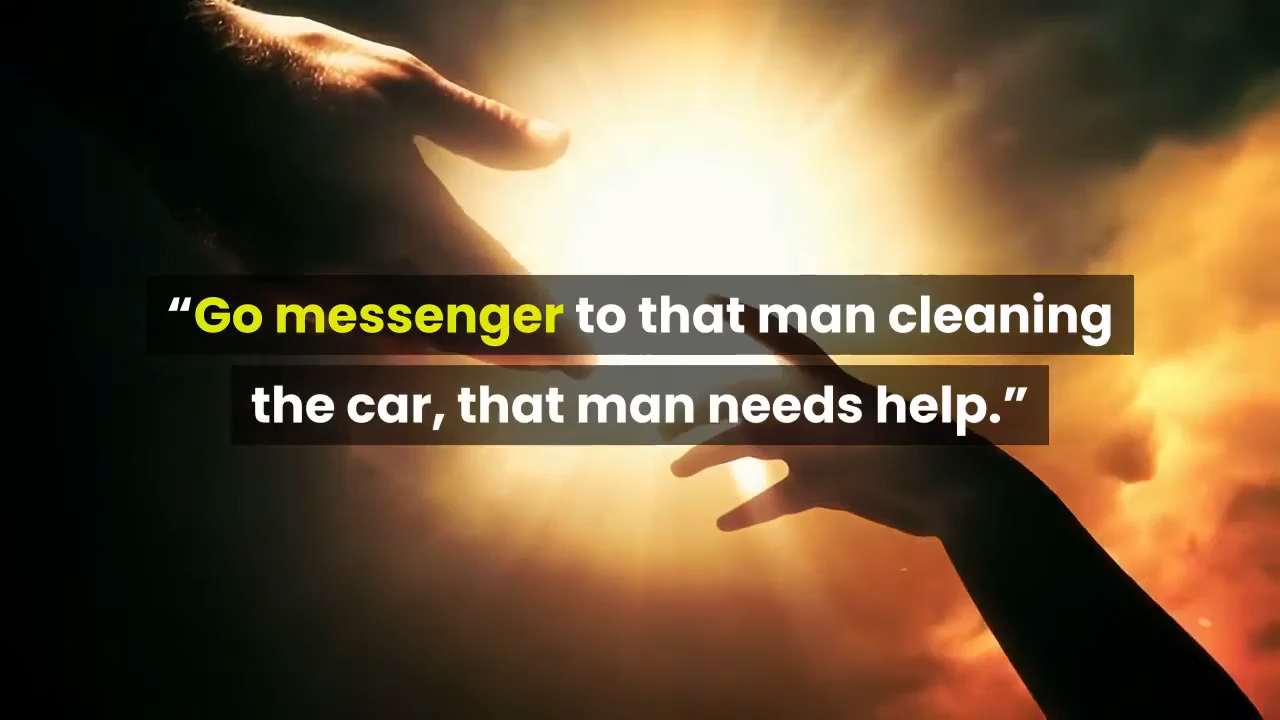 “Go messenger to that man cleaning
the car, that man needs help.”